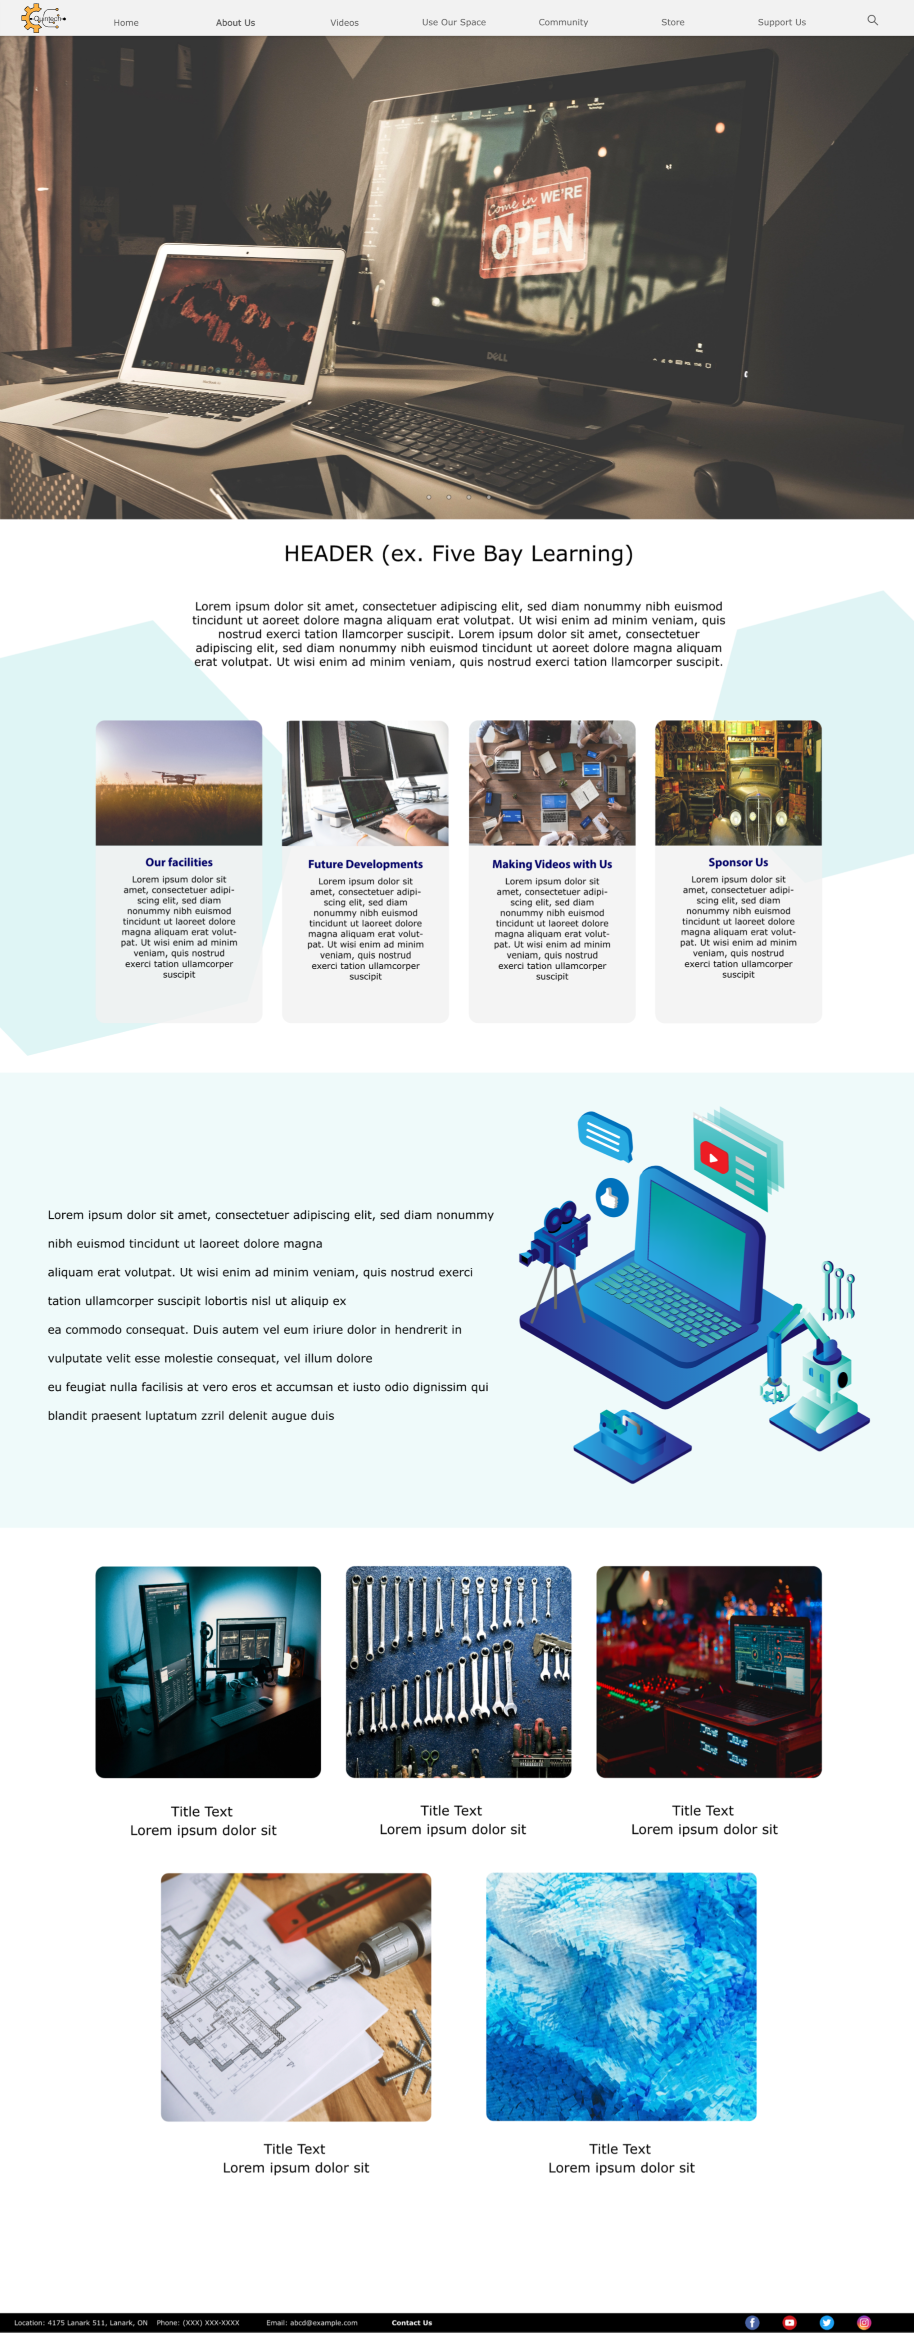 Home
About Us
Videos
Use Our Space
Community
Store
Support Us
come in WE'RE
OPEN
DELL
HEADER (ex. Five Bay Learning)
Lorem ipsum dolor sit amet, consectetuer adipiscing elit, sed diam nonummy nibh euismod
tincidunt ut aoreet dolore magna aliquam erat volutpat. Ut wisi enim ad minim veniam, quis
nostrud exerci tation llamcorper suscipit. Lorem ipsum dolor sit amet, consectetuer
adipiscing elit, sed diam nonummy nibh euismod tincidunt ut aoreet dolore magna aliquam
erat volutpat. Ut wisi enim ad minim veniam, quis nostrud exerci tation llamcorper suscipit.
Our facilities
Lorem ipsum dolor sit
amet, consectetuer adipi-
scing elit, sed diam
nonummy nibh euismod
tincidunt ut laoreet dolore
magna aliquam erat volut-
pat. Ut wisi enim ad minim
veniam, quis nostrud
exerci tation ullamcorper
suscipit
Future Developments
Lorem ipsum dolor sit
amet, consectetuer adipi-
scing elit, sed diam
nonummy nibh euismod
tincidunt ut laoreet dolore
magna aliquam erat volut-
pat. Ut wisi enim ad minim
veniam, quis nostrud
exerci tation ullamcorper
suscipit
Making Videos with Us
Lorem ipsum dolor sit
amet, consectetuer adipi-
scing elit, sed diam
nonummy nibh euismod
tincidunt ut laoreet dolore
magna aliquam erat volut-
pat. Ut wisi enim ad minim
veniam, quis nostrud
exerci tation ullamcorper
suscipit
Sponsor Us
Lorem ipsum dolor sit
amet, consectetuer adipi-
scing elit, sed diam
nonummy nibh euismod
tincidunt ut laoreet dolore
magna aliquam erat volut-
pat. Ut wisi enim ad minim
veniam, quis nostrud
exerci tation ullamcorper
suscipit
Lorem ipsum dolor sit amet, consectetuer adipiscing elit, sed diam nonummy
nibh euismod tincidunt ut laoreet dolore magna
aliquam erat volutpat. Ut wisi enim ad minim veniam, quis nostrud exerci
tation ullamcorper suscipit lobortis nisl ut aliquip ex
ea commodo consequat. Duis autem vel eum iriure dolor in hendrerit in
vulputate velit esse molestie consequat, vel illum dolore
eu feugiat nulla facilisis at vero eros et accumsan et iusto odio dignissim qui
blandit praesent luptatum zzril delenit augue duis
Title Text
Lorem ipsum dolor sit
Title Text
Lorem ipsum dolor sit
Title Text
Lorem ipsum dolor sit
Title Text
Lorem ipsum dolor sit
Title Text
Lorem ipsum dolor sit
Location: 4175 Lanark 511, Lanark, ON
Phone: (XXX) XXX-XXXX
Email: abcd@example.com
Contact Us